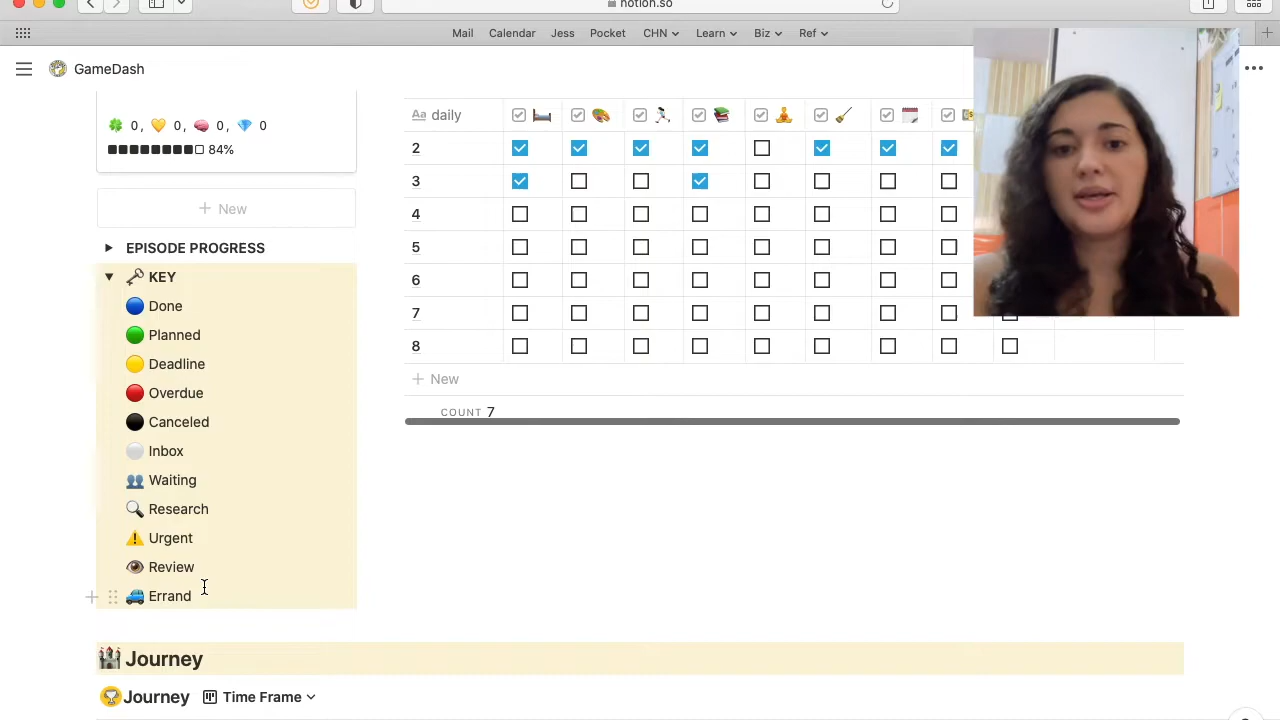 notion.so
Mail Calendar Jess Pocket CHN Learn Biz Ref
GameDash
🍀 0, 💛 0, 🧠 0, 💎 0
84%
+ New
EPISODE PROGRESS
KEY
Done
Planned
Deadline
Overdue
Canceled
Inbox
Waiting
Research
Urgent
Review
Errand
Aa daily
2
3
4
5
6
7
8
+ New
COUNT 7
Journey
Journey Time Frame